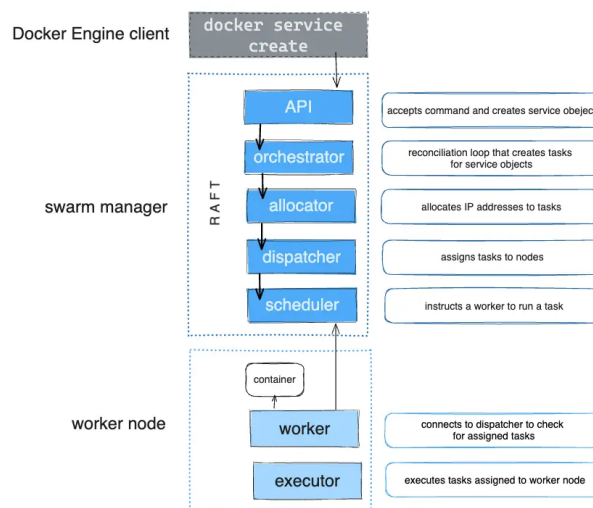 Docker Engine client
docker service
create
API
accepts command and creates service obejec
orchestrator
reconciliation loop that creates tasks
for service objects
swarm manager
RAFT
allocator
allocates IP addresses to tasks
dispatcher
assigns tasks to nodes
scheduler
instructs a worker to run a task
container
worker node
worker
connects to dispatcher to check
for assigned tasks
executor
executes tasks assigned to worker node